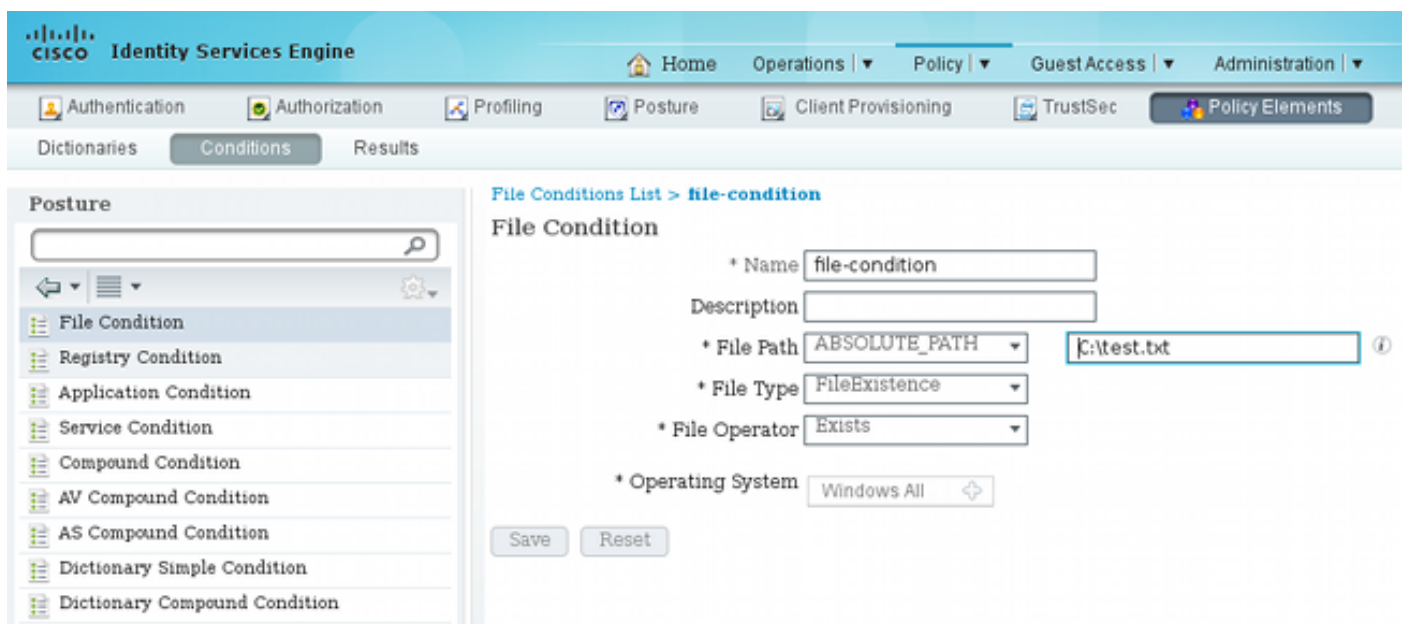 CISCO Identity Services Engine
Home Operations | ▼ Policy | ▼ Guest Access | ▼ Administration | ▼
Authentication Authorization Profiling Posture Client Provisioning TrustSec Policy Elements
Dictionaries Conditions Results
Posture
File Condition
Registry Condition
Application Condition
Service Condition
Compound Condition
AV Compound Condition
AS Compound Condition
Dictionary Simple Condition
Dictionary Compound Condition
File Conditions List > file-condition
File Condition
* Name file-condition
Description
* File Path ABSOLUTE_PATH C:\test.txt
* File Type FileExistence
* File Operator Exists
* Operating System Windows All
Save Reset